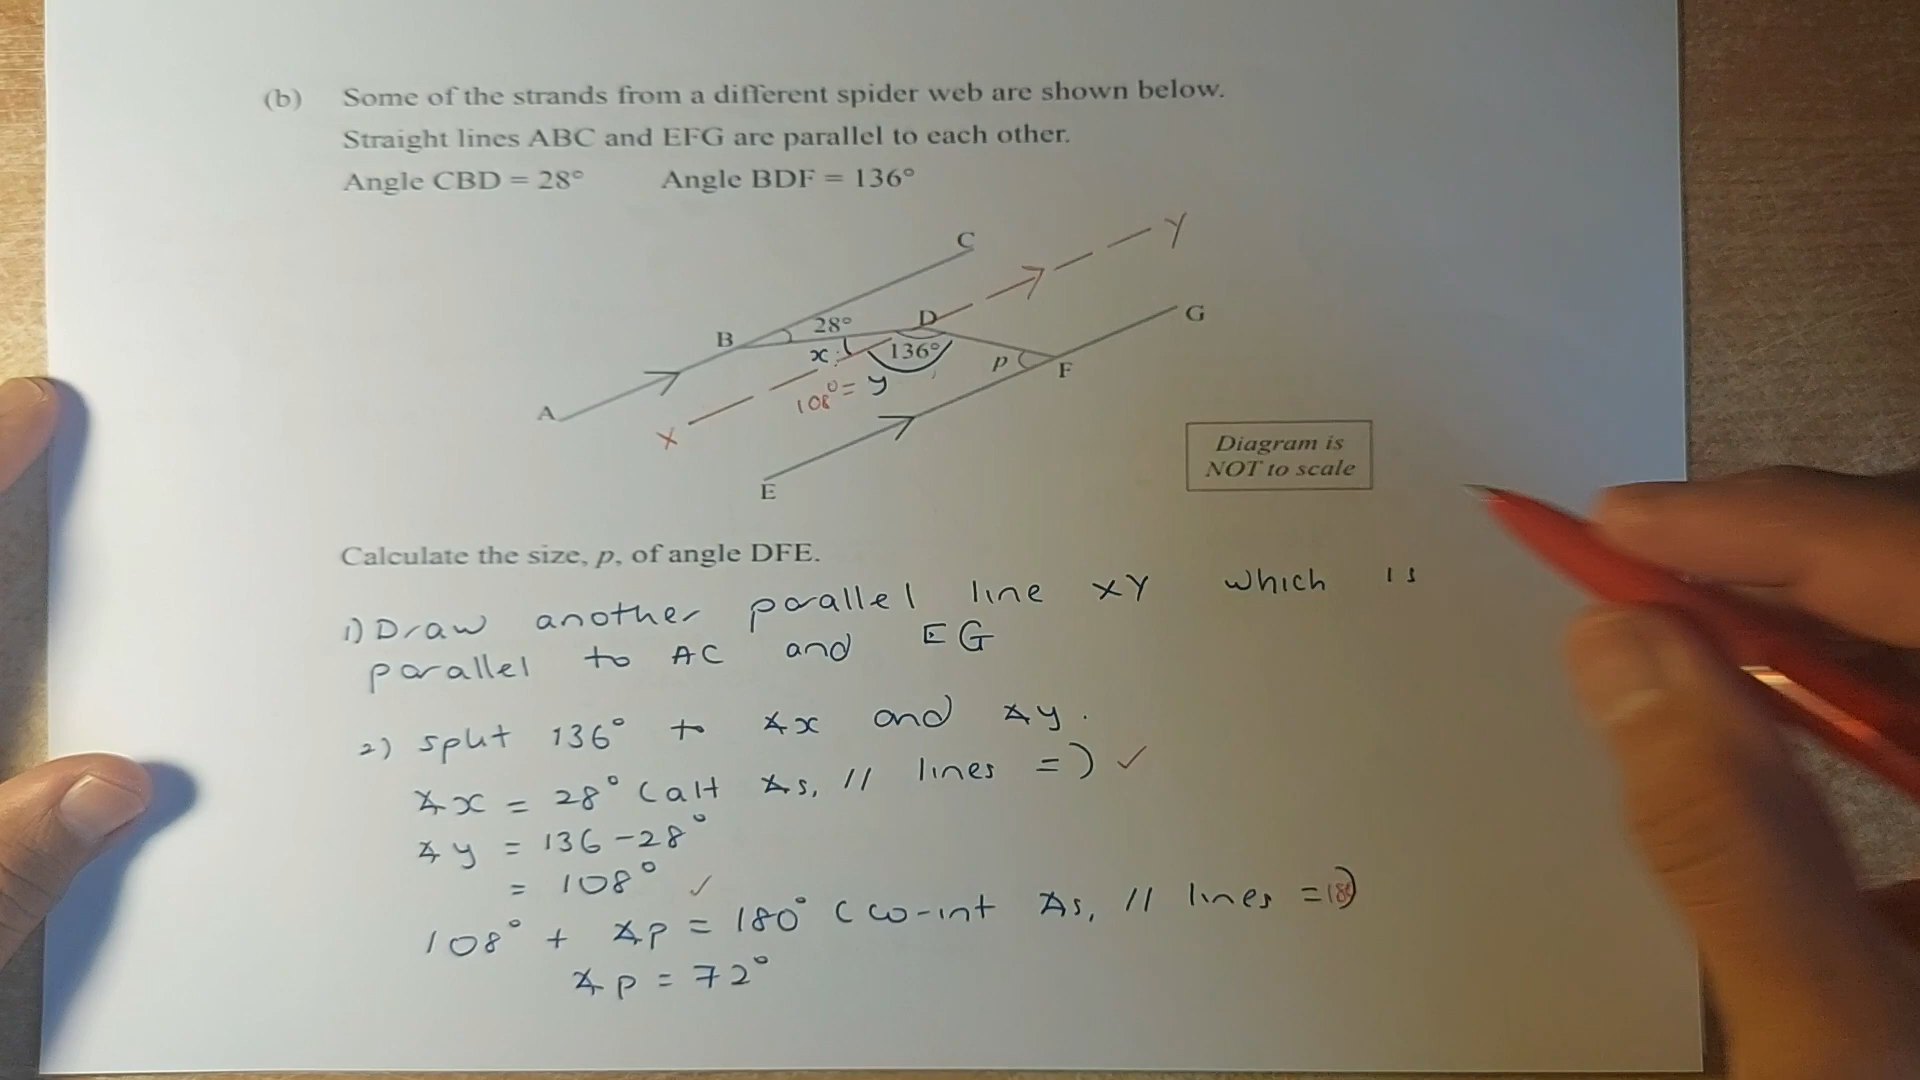 (b) Some of the strands from a different spider web are shown below.
Straight lines ABC and EFG are parallel to each other.
Angle CBD = 28° Angle BDF = 136°
Y
C
G
D
28°
B
x
136°
p
F
108° = y
A
X
E
Diagram is
NOT to scale
Calculate the size, p, of angle DFE.
1) Draw another parallel line XY which is
parallel to AC and EG
2) split 136° to ∡x and ∡y.
∡x = 28° (alt ∡s, // lines =) ✓
∡y = 136 - 28°
= 108° ✓
108° + ∡p = 180° (co-int ∡s, // lines = 180)
∡p = 72°